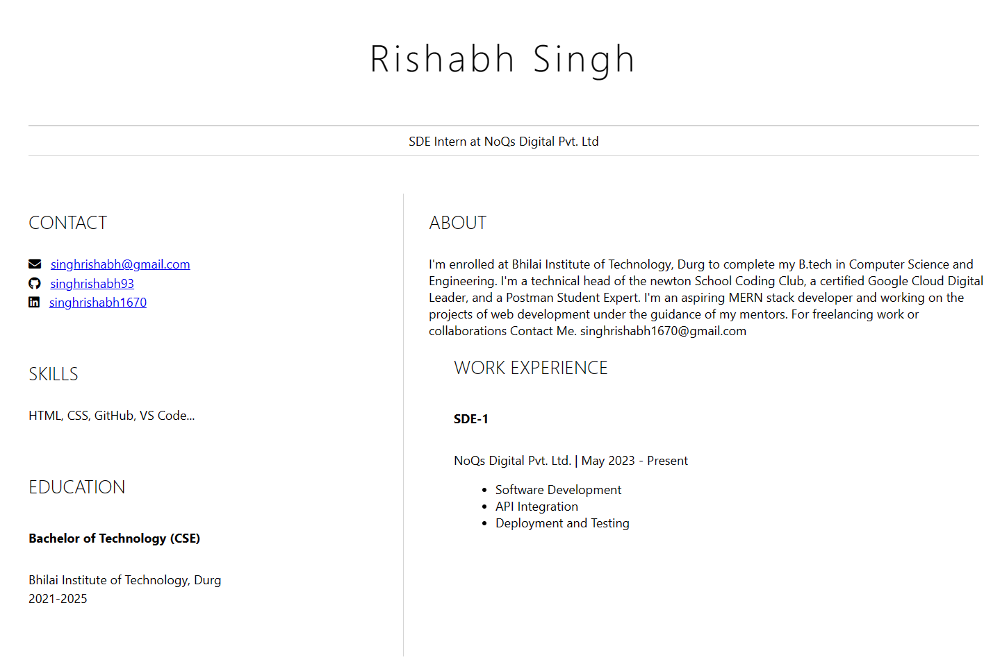 Rishabh Singh
SDE Intern at NoQs Digital Pvt. Ltd
CONTACT
singhrishabh@gmail.com
singhrishabh93
singhrishabh1670
SKILLS
HTML, CSS, GitHub, VS Code...
EDUCATION
Bachelor of Technology (CSE)
Bhilai Institute of Technology, Durg
2021-2025
ABOUT
I'm enrolled at Bhilai Institute of Technology, Durg to complete my B.tech in Computer Science and
Engineering. I'm a technical head of the newton School Coding Club, a certified Google Cloud Digital
Leader, and a Postman Student Expert. I'm an aspiring MERN stack developer and working on the
projects of web development under the guidance of my mentors. For freelancing work or
collaborations Contact Me. singhrishabh1670@gmail.com
WORK EXPERIENCE
SDE-1
NoQs Digital Pvt. Ltd. | May 2023 - Present
• Software Development
• API Integration
• Deployment and Testing